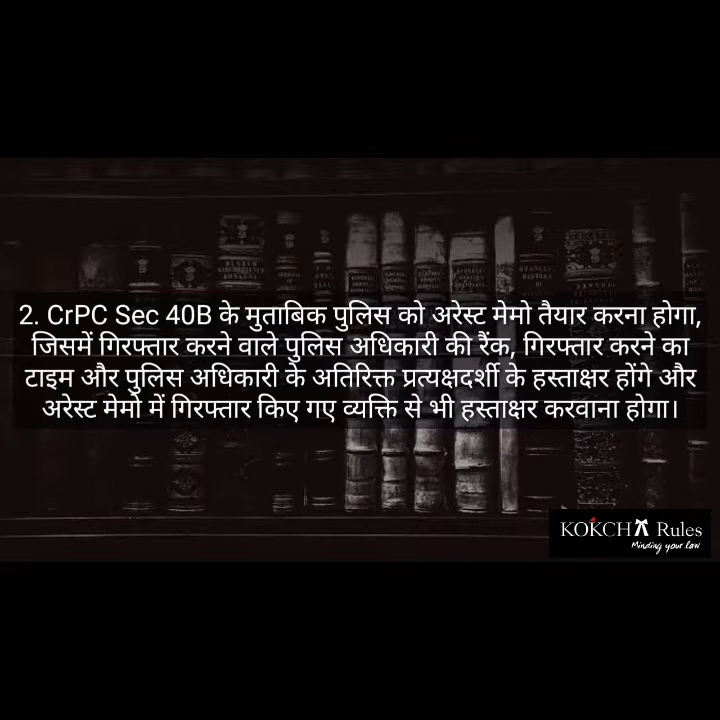 2. CrPC Sec 40B के मुताबिक पुलिस को अरेस्ट मेमो तैयार करना होगा,
जिसमें गिरफ्तार करने वाले पुलिस अधिकारी की रैंक, गिरफ्तार करने का
टाइम और पुलिस अधिकारी के अतिरिक्त प्रत्यक्षदर्शी के हस्ताक्षर होंगे और
अरेस्ट मेमो में गिरफ्तार किए गए व्यक्ति से भी हस्ताक्षर करवाना होगा।
KOKCHA Rules
Minding your law